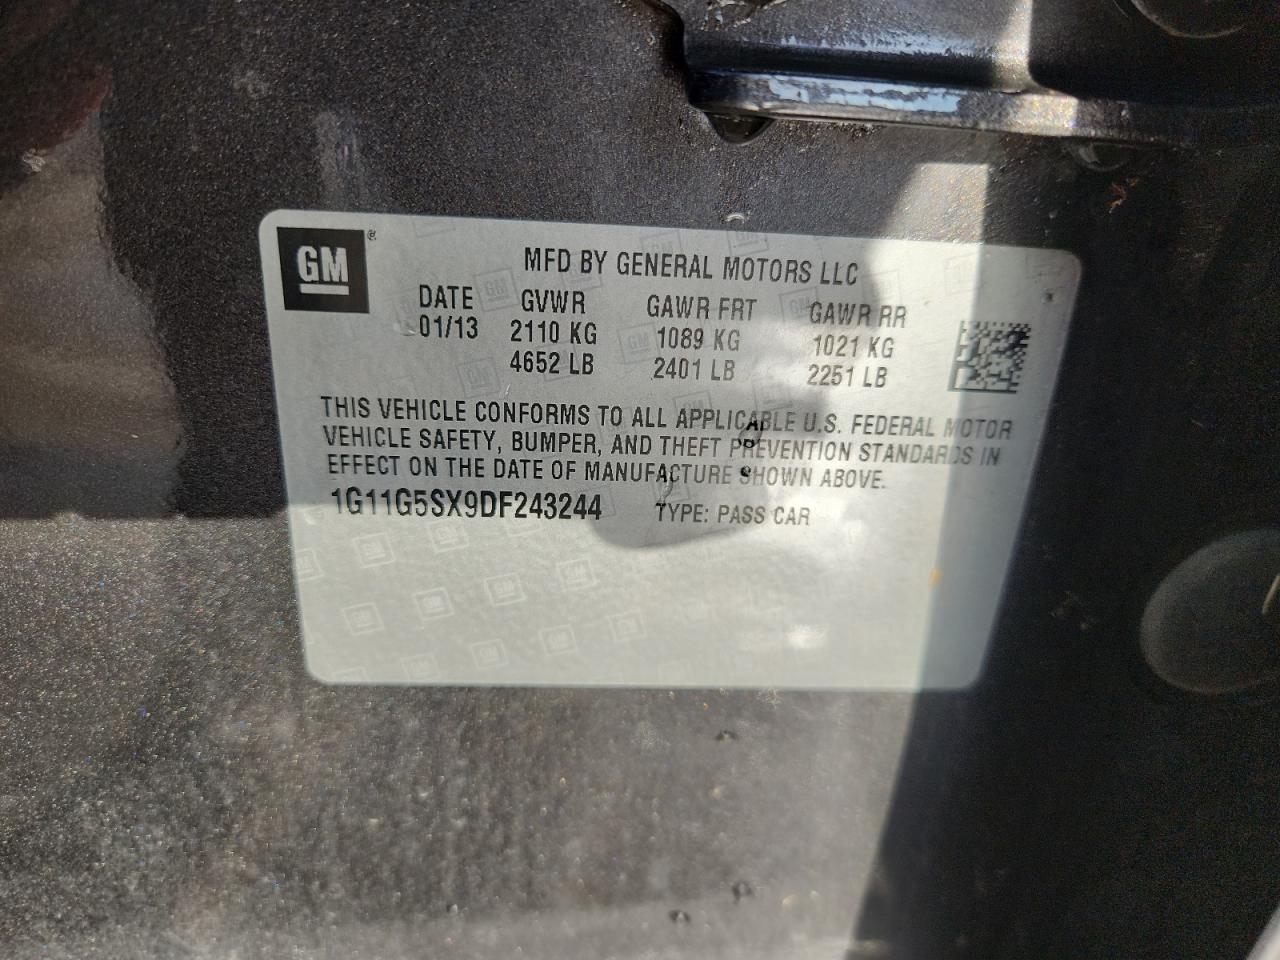 GM
MFD BY GENERAL MOTORS LLC
DATE GVWR GAWR FRT GAWR RR
01/13 2110 KG 1089 KG 1021 KG
4652 LB 2401 LB 2251 LB
THIS VEHICLE CONFORMS TO ALL APPLICABLE U.S. FEDERAL MOTOR
VEHICLE SAFETY, BUMPER, AND THEFT PREVENTION STANDARDS IN
EFFECT ON THE DATE OF MANUFACTURE SHOWN ABOVE.
1G11G5SX9DF243244 TYPE: PASS CAR